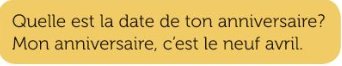 Quelle est la date de ton anniversaire?
Mon anniversaire, c’est le neuf avril.